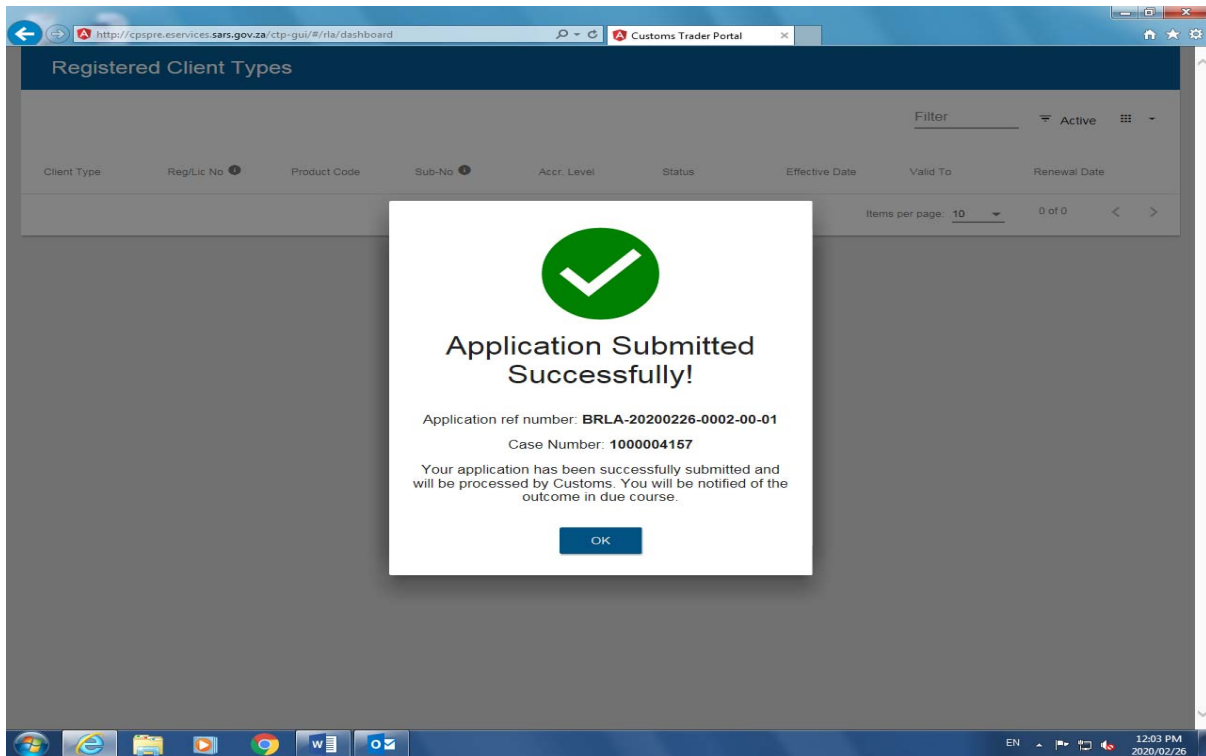 http://cpspre.eservices.sars.gov.za/ctp-gui/#/rla/dashboard
Customs Trader Portal
Registered Client Types
Filter
Active
Client Type Reg/Lic No Product Code Sub-No Accr. Level Status Effective Date Valid To Renewal Date
Items per page: 10 0 of 0
Application Submitted
Successfully!
Application ref number: BRLA-20200226-0002-00-01
Case Number: 1000004157
Your application has been successfully submitted and
will be processed by Customs. You will be notified of the
outcome in due course.
OK
EN
12:03 PM
2020/02/26